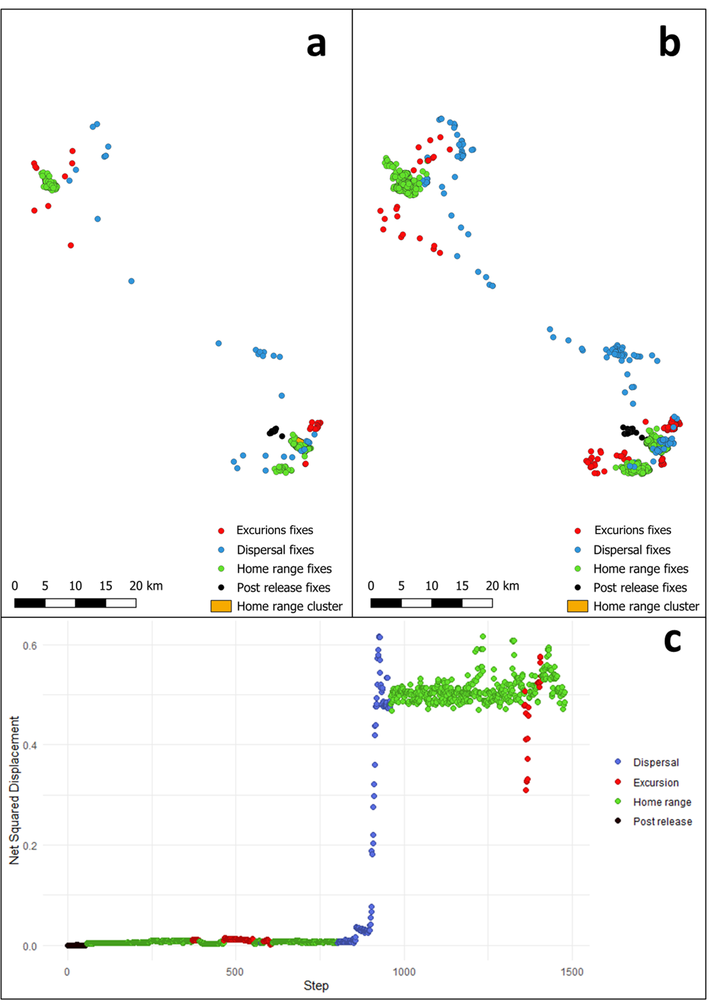 a
Excurions fixes
Dispersal fixes
Home range fixes
Post release fixes
Home range cluster
0 5 10 15 20 km
b
Excurions fixes
Dispersal fixes
Home range fixes
Post release fixes
Home range cluster
0 5 10 15 20 km
c
Net Squared Displacement
0.6
0.4
0.2
0.0
0 500 1000 1500
Step
Dispersal
Excursion
Home range
Post release